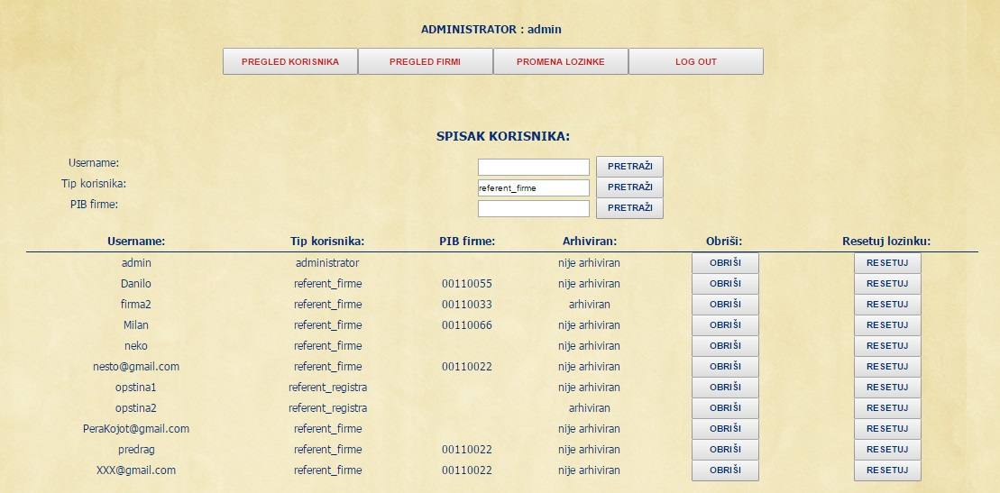 ADMINISTRATOR : admin
PREGLED KORISNIKA PREGLED FIRMI PROMENA LOZINKE LOG OUT
SPISAK KORISNIKA:
Username: PRETRAŽI
Tip korisnika: referent_firme PRETRAŽI
PIB firme: PRETRAŽI
Username: Tip korisnika: PIB firme: Arhiviran: Obriši: Resetuj lozinku:
admin administrator nije arhiviran OBRIŠI RESETUJ
Danilo referent_firme 00110055 nije arhiviran OBRIŠI RESETUJ
firma2 referent_firme 00110033 arhiviran OBRIŠI RESETUJ
Milan referent_firme 00110066 nije arhiviran OBRIŠI RESETUJ
neko referent_firme nije arhiviran OBRIŠI RESETUJ
nesto@gmail.com referent_firme 00110022 nije arhiviran OBRIŠI RESETUJ
opstina1 referent_registra nije arhiviran OBRIŠI RESETUJ
opstina2 referent_registra arhiviran OBRIŠI RESETUJ
PeraKojot@gmail.com referent_firme nije arhiviran OBRIŠI RESETUJ
predrag referent_firme 00110022 nije arhiviran OBRIŠI RESETUJ
XXX@gmail.com referent_firme 00110022 nije arhiviran OBRIŠI RESETUJ